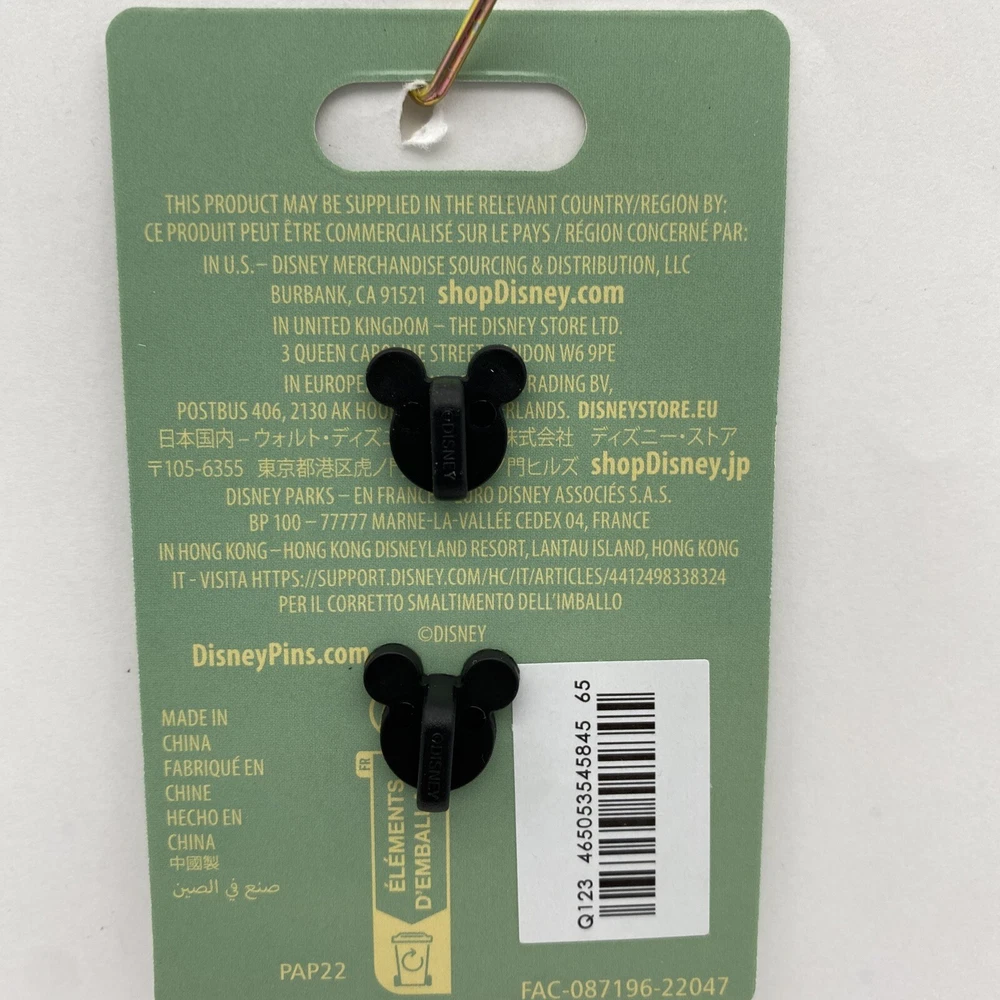 THIS PRODUCT MAY BE SUPPLIED IN THE RELEVANT COUNTRY/REGION BY:
CE PRODUIT PEUT ÊTRE COMMERCIALISÉ SUR LE PAYS / RÉGION CONCERNÉ PAR:
IN U.S.– DISNEY MERCHANDISE SOURCING & DISTRIBUTION, LLC
BURBANK, CA 91521 shopDisney.com
IN UNITED KINGDOM – THE DISNEY STORE LTD.
3 QUEEN CAROLINE STREET, LONDON W6 9PE
IN EUROPE RADING BV,
POSTBUS 406, 2130 AK HOO RLANDS. DISNEYSTORE.EU
日本国内–ウォルト・ディズ 株式会社 ディズニー・ストア
〒105-6355 東京都港区虎ノ門 門ヒルズ shopDisney.jp
DISNEY PARKS – EN FRANCE – EURO DISNEY ASSOCIÉS S.A.S.
BP 100 – 77777 MARNE-LA-VALLÉE CEDEX 04, FRANCE
IN HONG KONG – HONG KONG DISNEYLAND RESORT, LANTAU ISLAND, HONG KONG
IT - VISITA HTTPS://SUPPORT.DISNEY.COM/HC/IT/ARTICLES/4412498338324
PER IL CORRETTO SMALTIMENTO DELL'IMBALLO
©DISNEY
DisneyPins.com
©DISNEY
©DISNEY
MADE IN
CHINA
FABRIQUÉ EN
CHINE
HECHO EN
CHINA
中國製
صنع في الصين
FR
ÉLÉMENTS
D'EMBALL
PAP22
Q123 465053545845 65
FAC-087196-22047